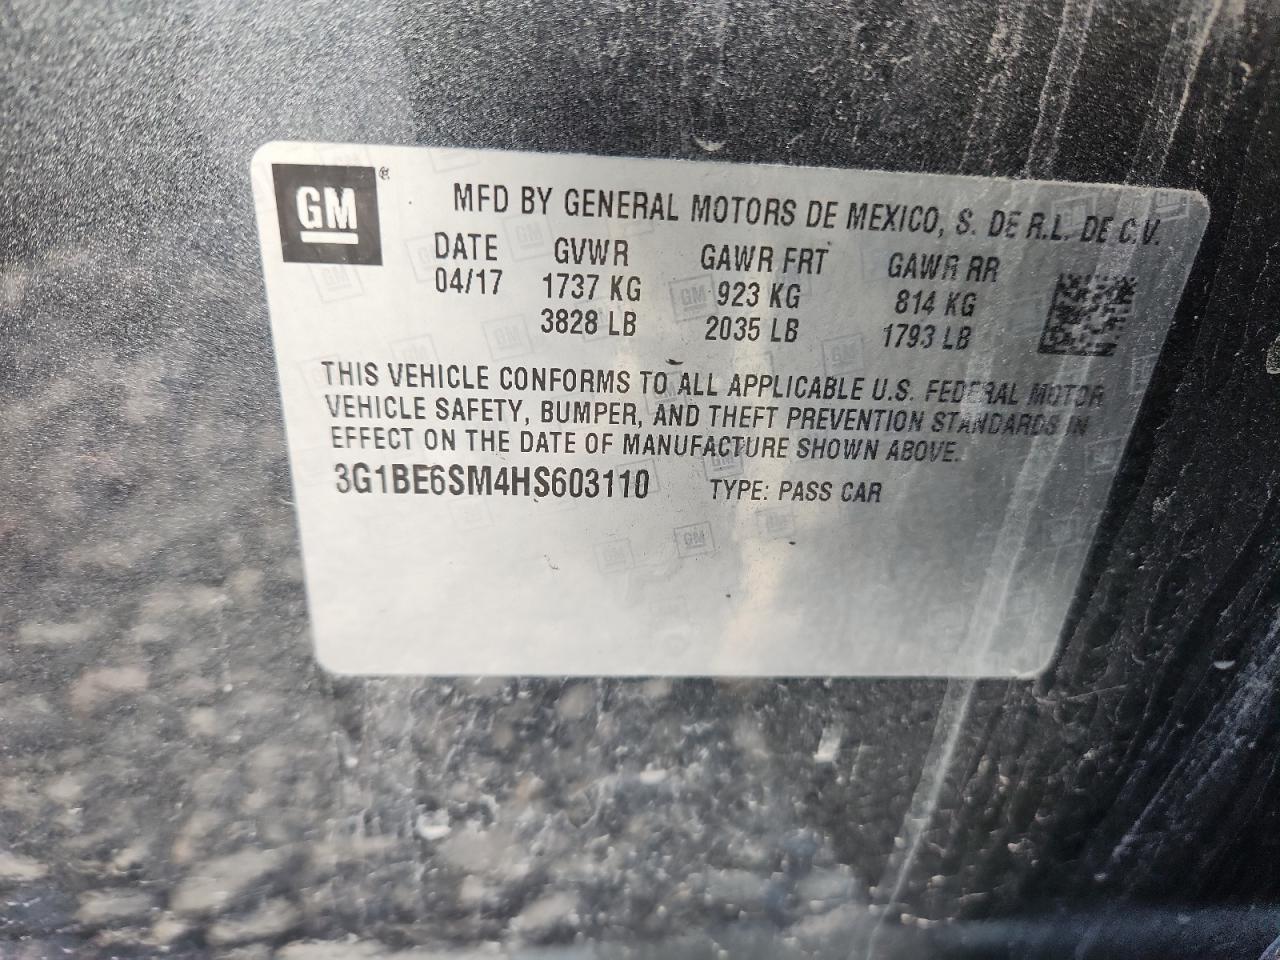 GM
MFD BY GENERAL MOTORS DE MEXICO, S. DE R.L. DE C.V.
DATE GVWR GAWR FRT GAWR RR
04/17 1737 KG 923 KG 814 KG
3828 LB 2035 LB 1793 LB
THIS VEHICLE CONFORMS TO ALL APPLICABLE U.S. FEDERAL MOTOR
VEHICLE SAFETY, BUMPER, AND THEFT PREVENTION STANDARDS IN
EFFECT ON THE DATE OF MANUFACTURE SHOWN ABOVE.
3G1BE6SM4HS603110 TYPE: PASS CAR